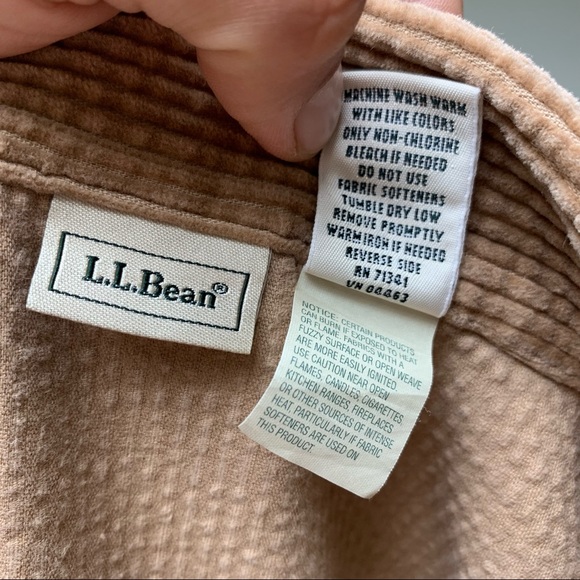 L.L.Bean®
MACHINE WASH WARM
WITH LIKE COLORS
ONLY NON-CHLORINE
BLEACH IF NEEDED
DO NOT USE
FABRIC SOFTENERS
TUMBLE DRY LOW
REMOVE PROMPTLY
WARM IRON IF NEEDED
REVERSE SIDE
RN 71341
VN 04463
NOTICE: CERTAIN PRODUCTS
CAN BURN IF EXPOSED TO HEAT
OR FLAME. FABRICS WITH A
FUZZY SURFACE OR OPEN WEAVE
ARE MORE EASILY IGNITED.
USE CAUTION NEAR OPEN
FLAMES, CANDLES, CIGARETTES,
KITCHEN RANGES, FIREPLACES
OR OTHER SOURCES OF INTENSE
HEAT, PARTICULARLY IF FABRIC
SOFTENERS ARE USED ON
THIS PRODUCT.